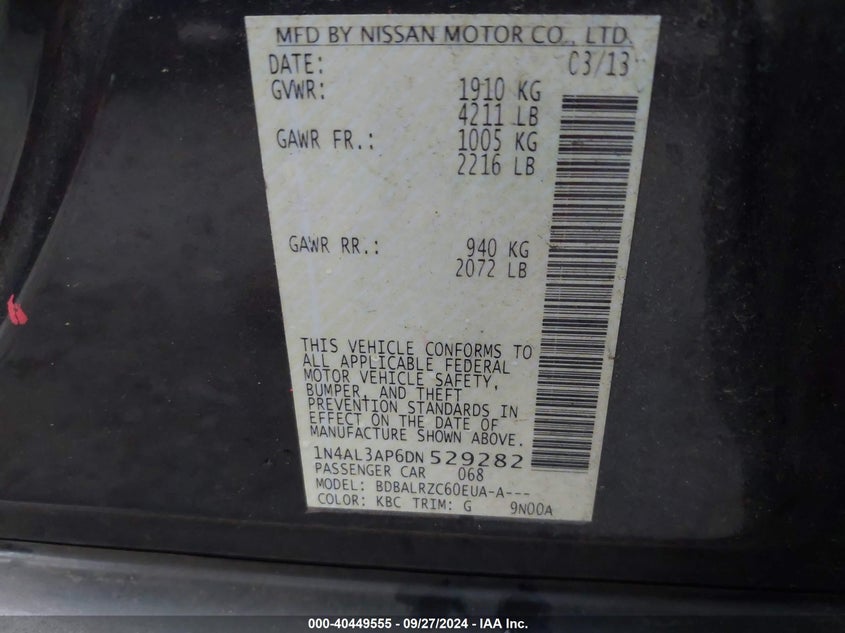 MFD BY NISSAN MOTOR CO., LTD.
DATE: 03/13
GVWR: 1910 KG
4211 LB
GAWR FR.: 1005 KG
2216 LB
GAWR RR.: 940 KG
2072 LB
THIS VEHICLE CONFORMS TO
ALL APPLICABLE FEDERAL
MOTOR VEHICLE SAFETY,
BUMPER, AND THEFT
PREVENTION STANDARDS IN
EFFECT ON THE DATE OF
MANUFACTURE SHOWN ABOVE.
1N4AL3AP6DN 529282
PASSENGER CAR 068
MODEL: BDBALRZC60EUA-A---
COLOR: KBC TRIM: G 9N00A
000-40449555 - 09/27/2024 - IAA Inc.